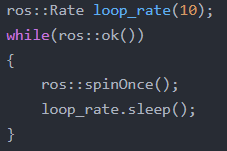 ros::Rate loop_rate(10);
while(ros::ok())
{
    ros::spinOnce();
    loop_rate.sleep();
}